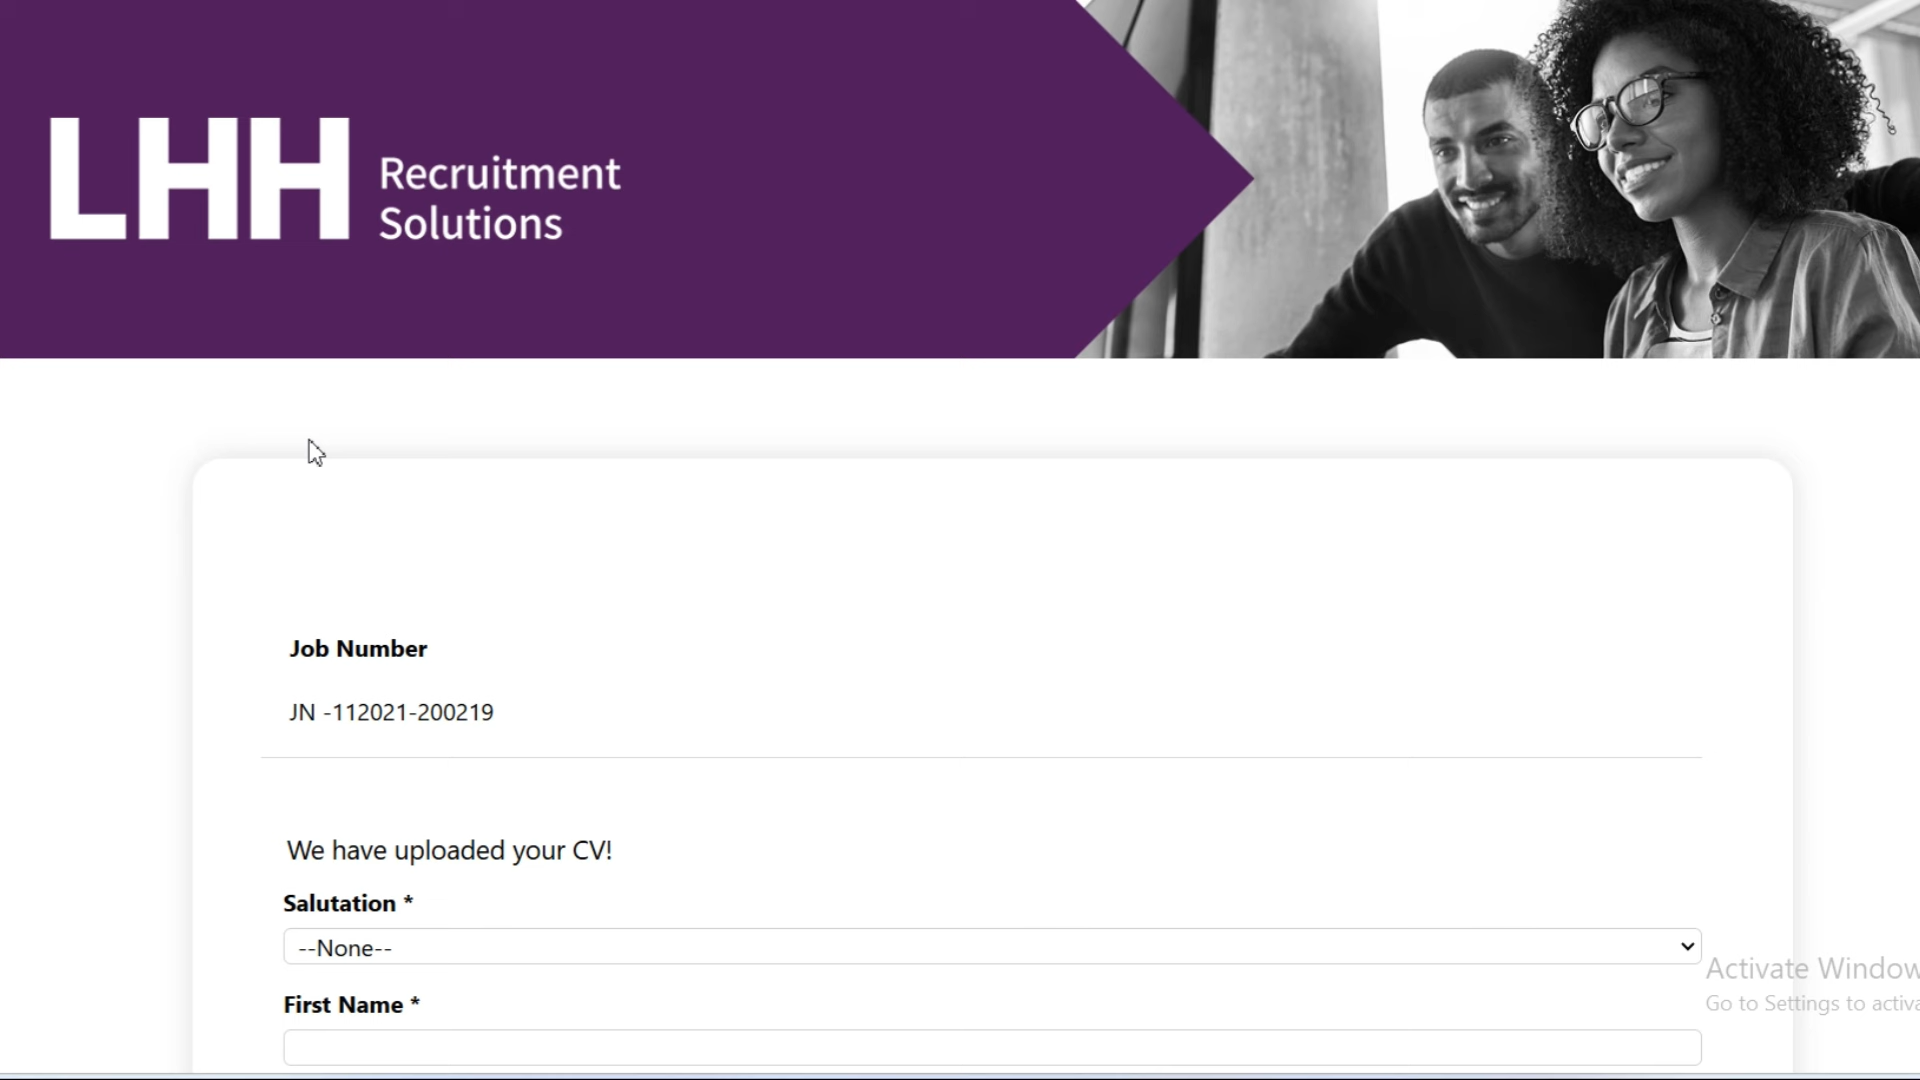 LHH Recruitment
Solutions
Job Number
JN -112021-200219
We have uploaded your CV!
Salutation *
--None--
First Name *
Activate Window
Go to Settings to activa